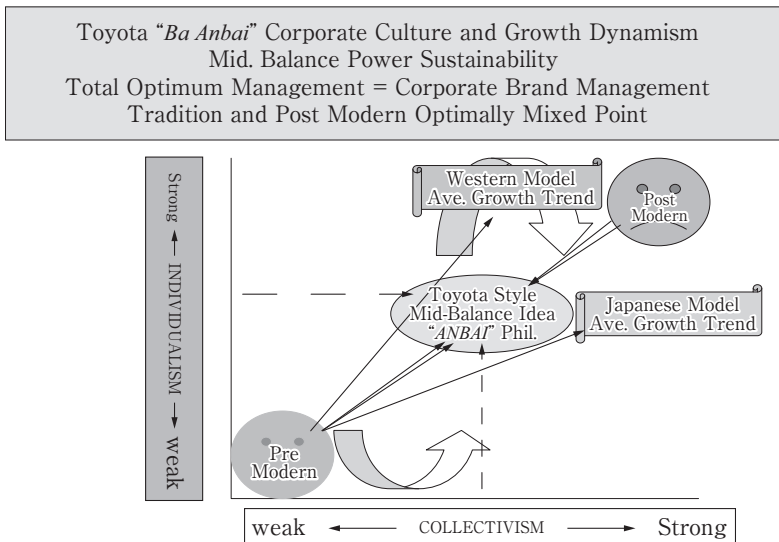 Toyota “Ba Anbai” Corporate Culture and Growth Dynamism
Mid. Balance Power Sustainability
Total Optimum Management = Corporate Brand Management
Tradition and Post Modern Optimally Mixed Point
Western Model
Ave. Growth Trend
Post
Modern
Strong
INDIVIDUALISM
weak
Toyota Style
Mid-Balance Idea
“ANBAI” Phil.
Japanese Model
Ave. Growth Trend
Pre
Modern
weak COLLECTIVISM Strong